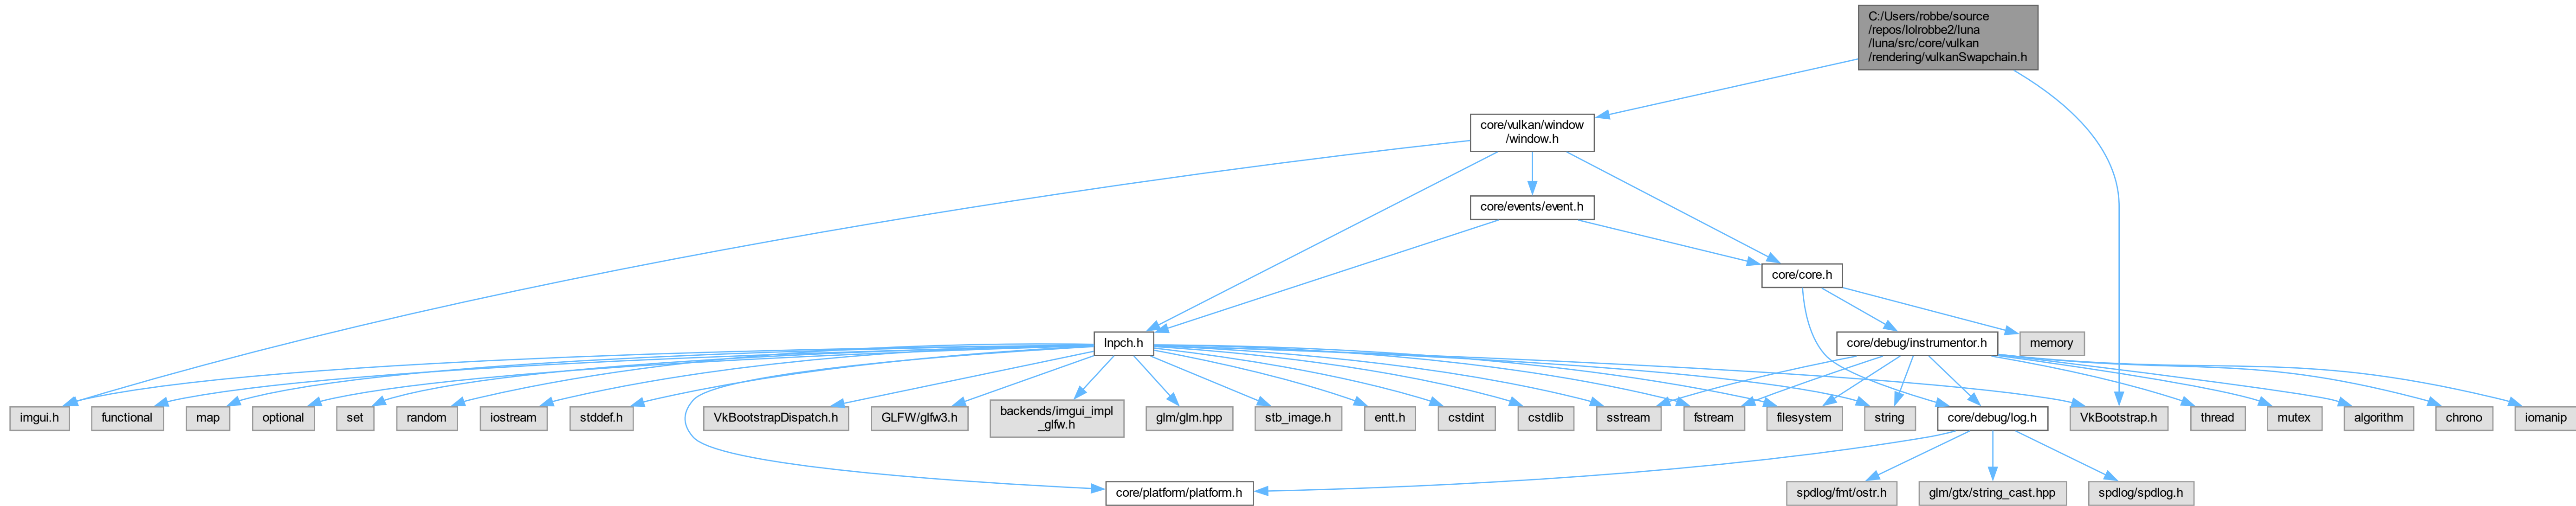 C:/Users/robbe/source
/repos/lolrobbe2/luna
/luna/src/core/vulkan
/rendering/vulkanSwapchain.h
core/vulkan/window
/window.h
core/events/event.h
core/core.h
lnpch.h
core/debug/instrumentor.h
memory
imgui.h
functional
map
optional
set
random
iostream
stddef.h
VkBootstrapDispatch.h
GLFW/glfw3.h
backends/imgui_impl
_glfw.h
glm/glm.hpp
stb_image.h
entt.h
cstdint
cstdlib
sstream
fstream
filesystem
string
core/debug/log.h
VkBootstrap.h
thread
mutex
algorithm
chrono
iomanip
core/platform/platform.h
spdlog/fmt/ostr.h
glm/gtx/string_cast.hpp
spdlog/spdlog.h